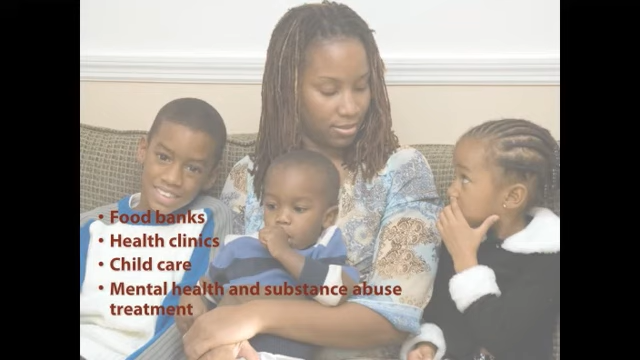 • Food banks
• Health clinics
• Child care
• Mental health and substance abuse
treatment